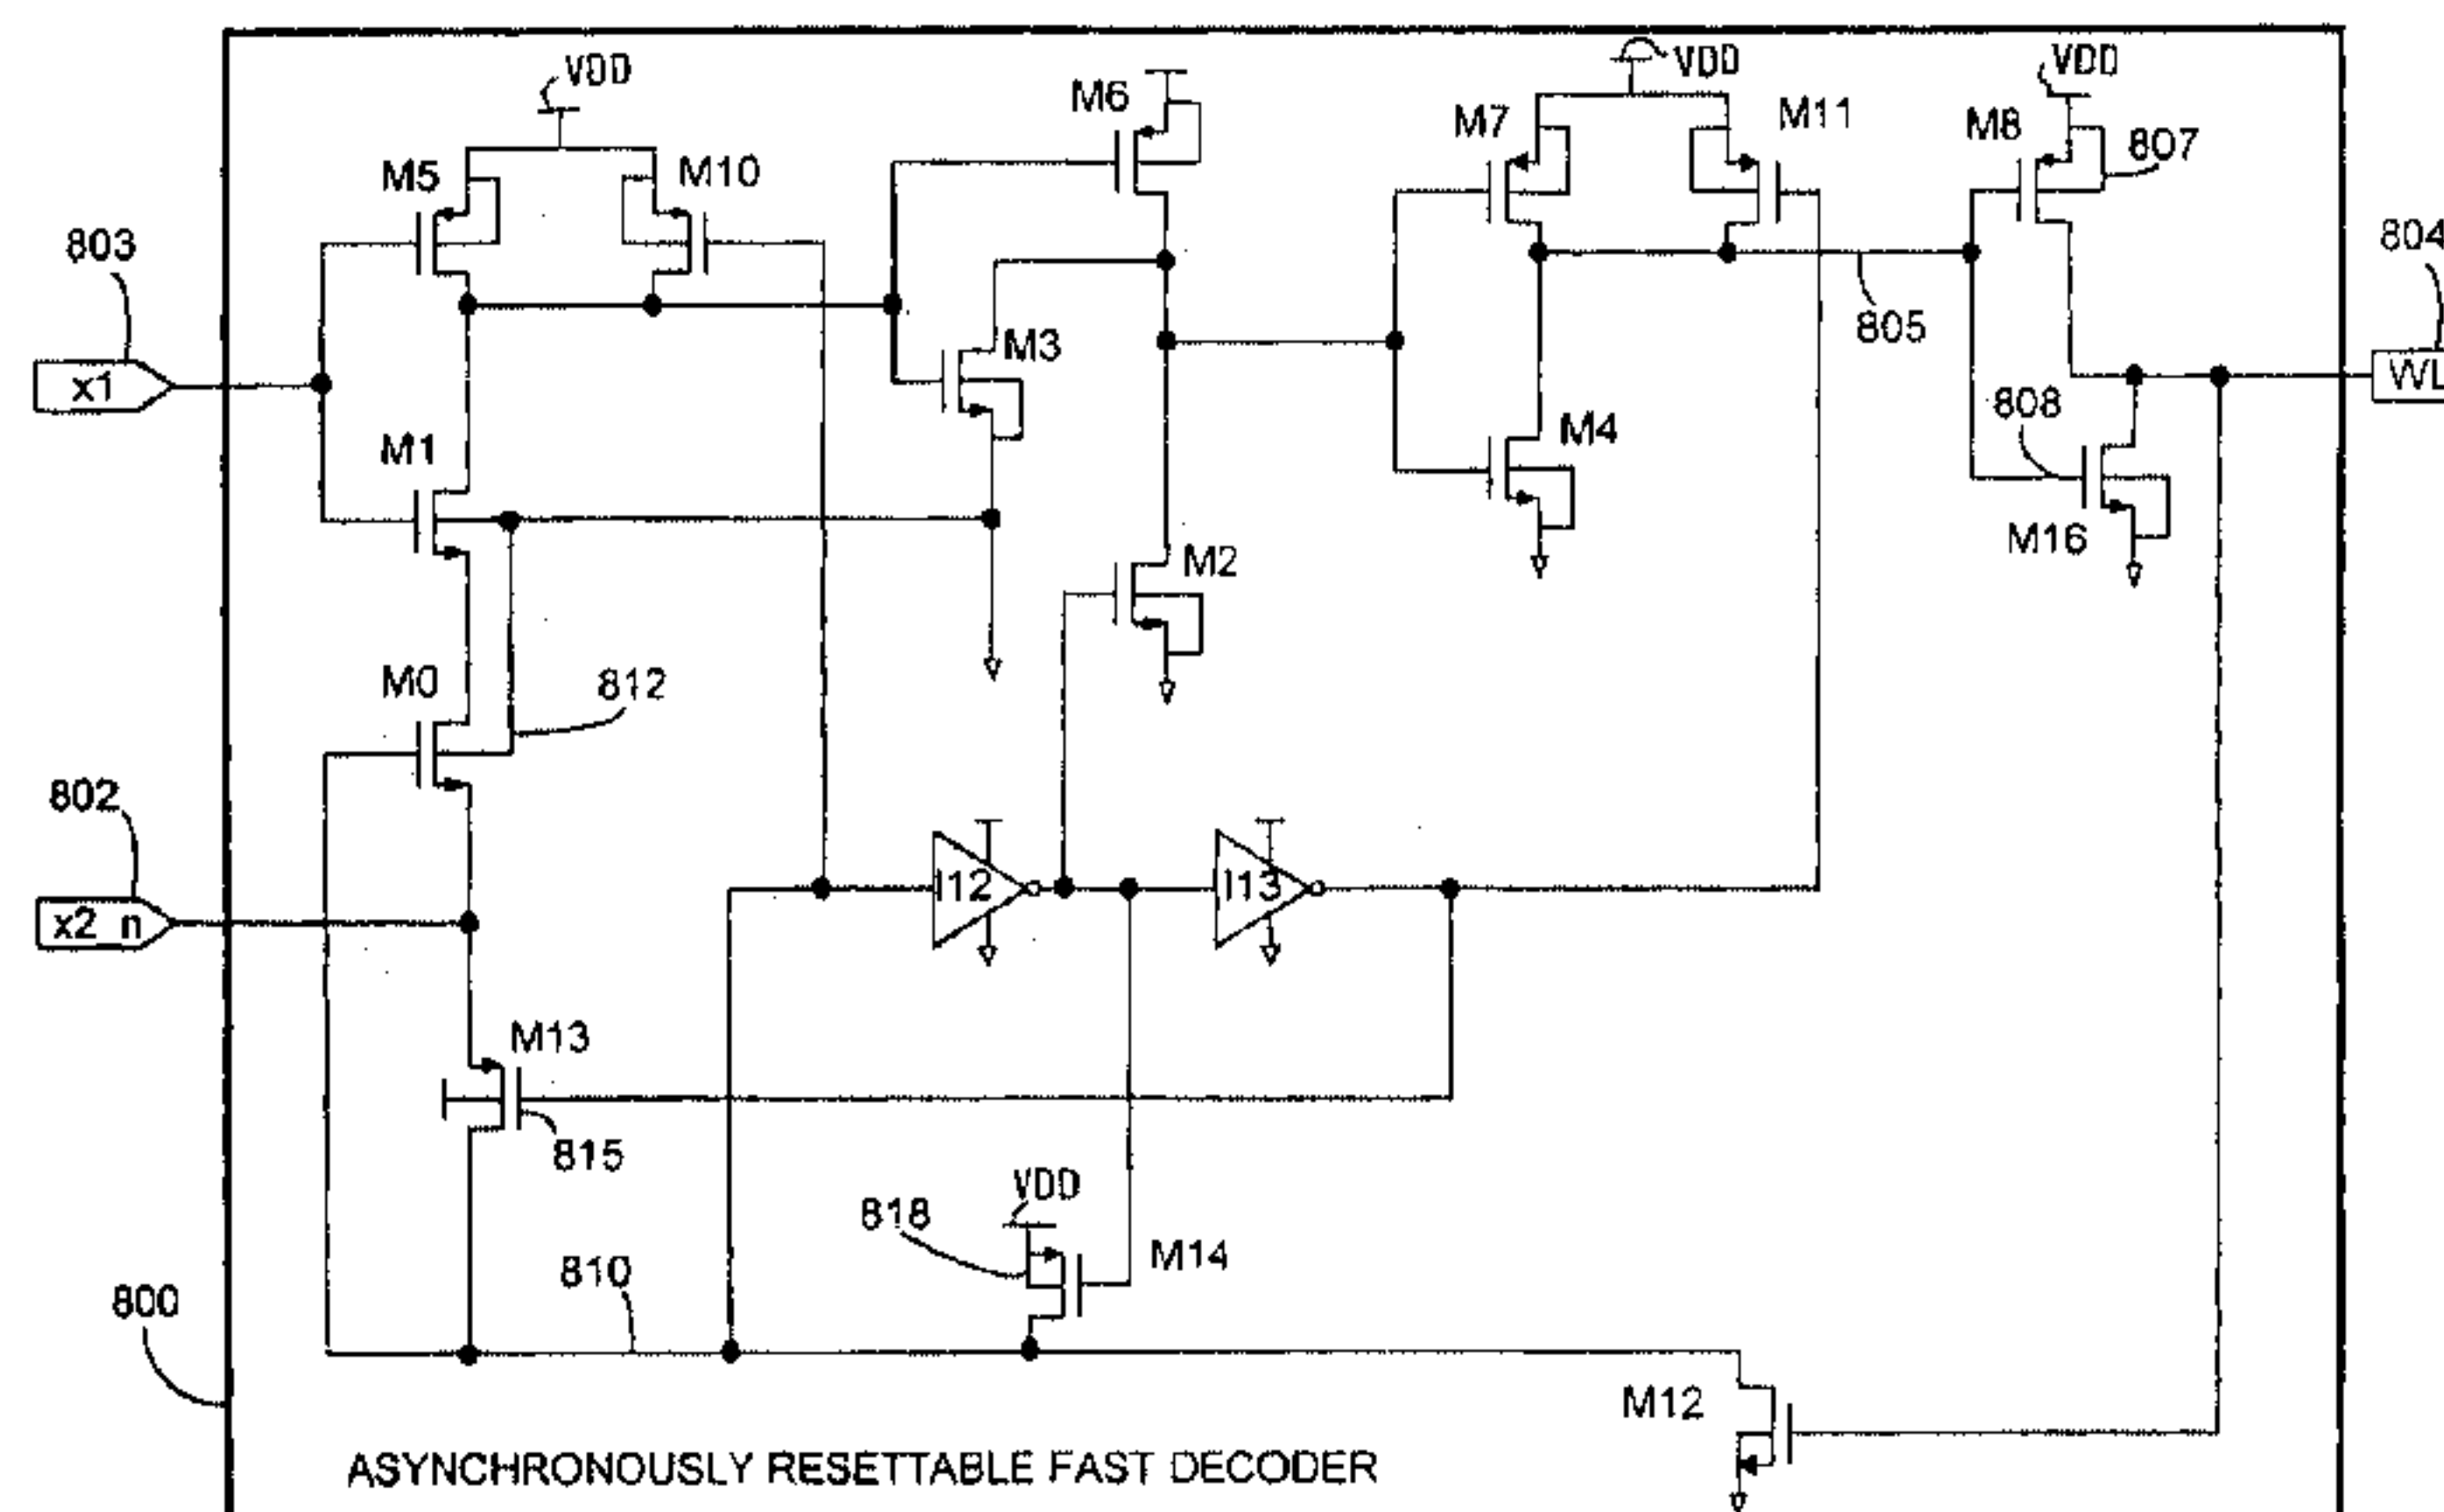 VDD
M6
VDD
M7
M11
VDD
M8
807
M5
M10
803
804
M3
805
x1
WL
808
M1
M4
M16
M2
M0
812
802
I12
I13
x2_n
M13
815
VDD
818
M14
810
800
M12
ASYNCHRONOUSLY RESETTABLE FAST DECODER